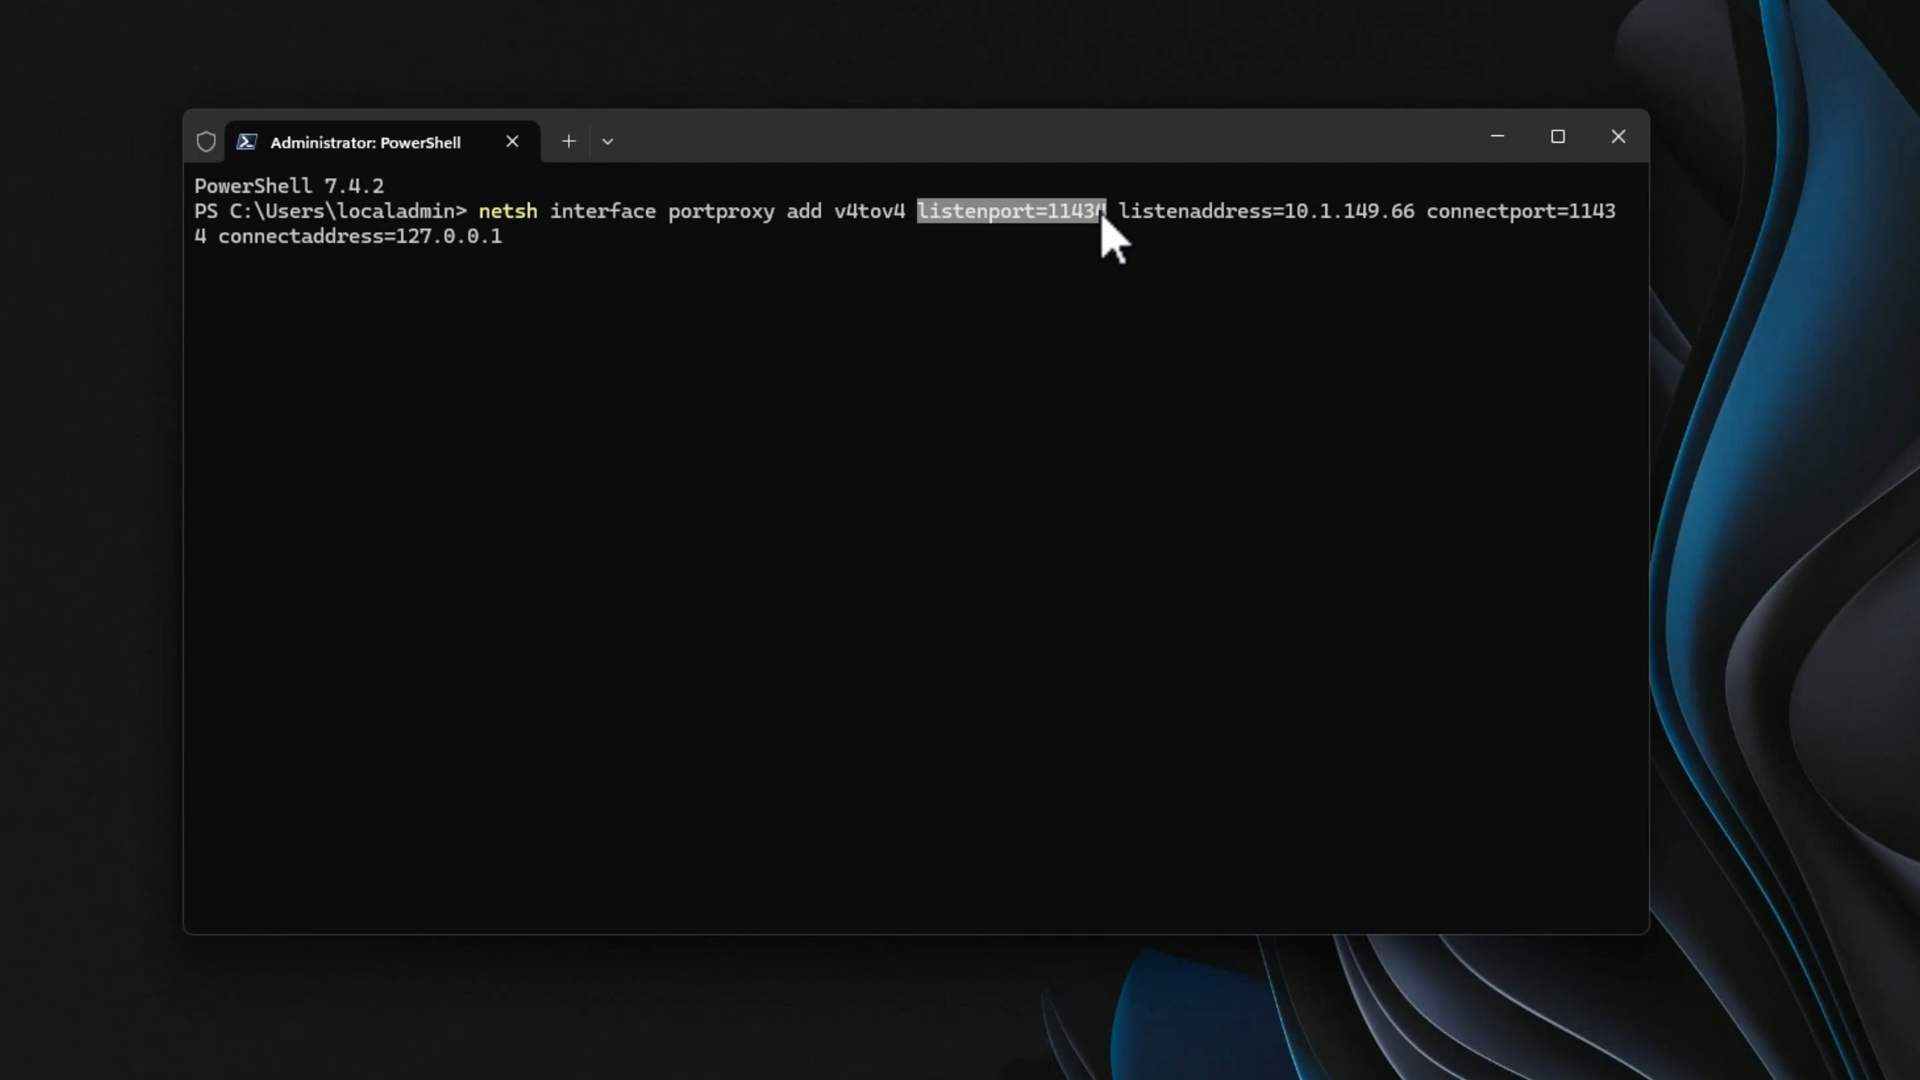 Administrator: PowerShell
PowerShell 7.4.2
PS C:\Users\localadmin> netsh interface portproxy add v4tov4 listenport=11434 listenaddress=10.1.149.66 connectport=1143
4 connectaddress=127.0.0.1